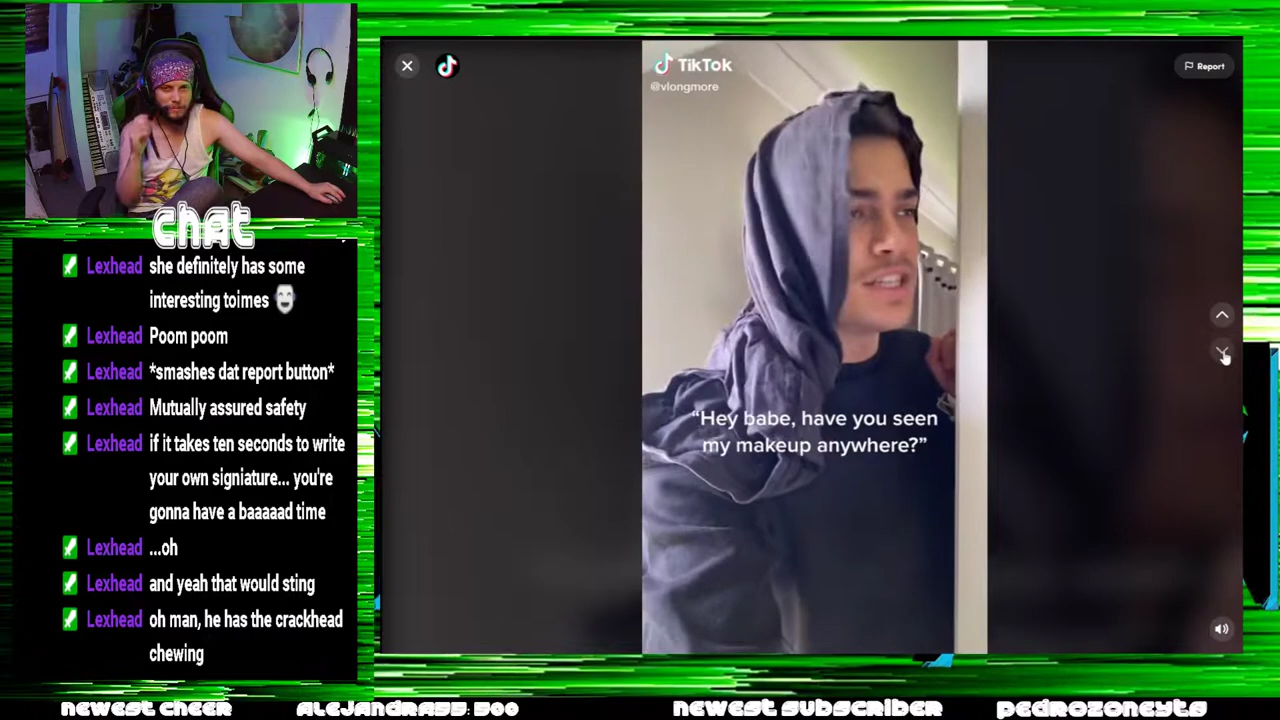 TikTok
@vlongmore
Report
"Hey babe, have you seen
my makeup anywhere?"
chat
Lexhead she definitely has some
interesting toimes
Lexhead Poom poom
Lexhead *smashes dat report button*
Lexhead Mutually assured safety
Lexhead if it takes ten seconds to write
your own signiature... you're
gonna have a baaaaad time
Lexhead ...oh
Lexhead and yeah that would sting
Lexhead oh man, he has the crackhead
chewing
newest cheer alejandra55: 500 newest subscriber pedrozoneyts